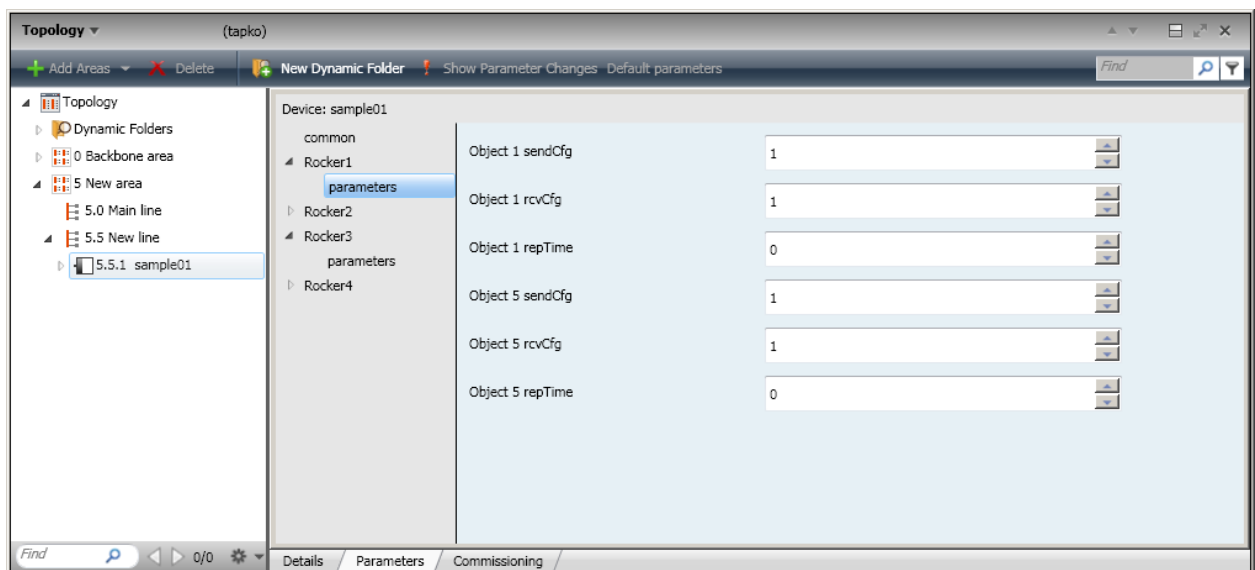 Topology (tapko)
Add Areas Delete New Dynamic Folder Show Parameter Changes Default parameters Find
Topology
Dynamic Folders
0 Backbone area
5 New area
5.0 Main line
5.5 New line
5.5.1 sample01
Find 0/0
Device: sample01
common
Rocker1
parameters
Rocker2
Rocker3
parameters
Rocker4
Object 1 sendCfg 1
Object 1 rcvCfg 1
Object 1 repTime 0
Object 5 sendCfg 1
Object 5 rcvCfg 1
Object 5 repTime 0
Details Parameters Commissioning